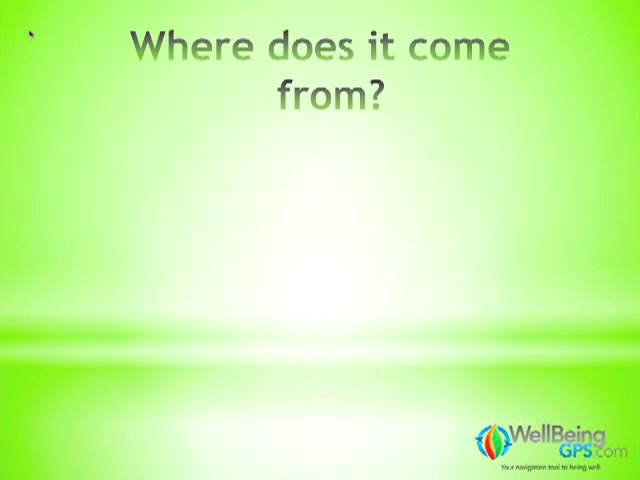 Where does it come
from?
WellBeing
GPS.com
Your navigation tool to being well.